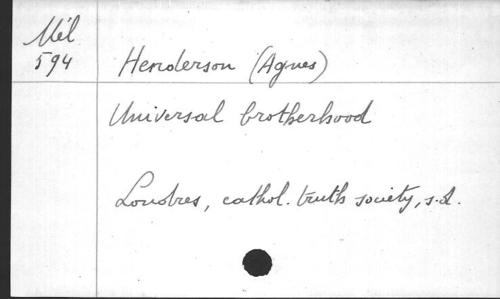 Mél
594
Henderson (Agnes)
Universal brotherhood
Londres, cathol. truth society, s.d.